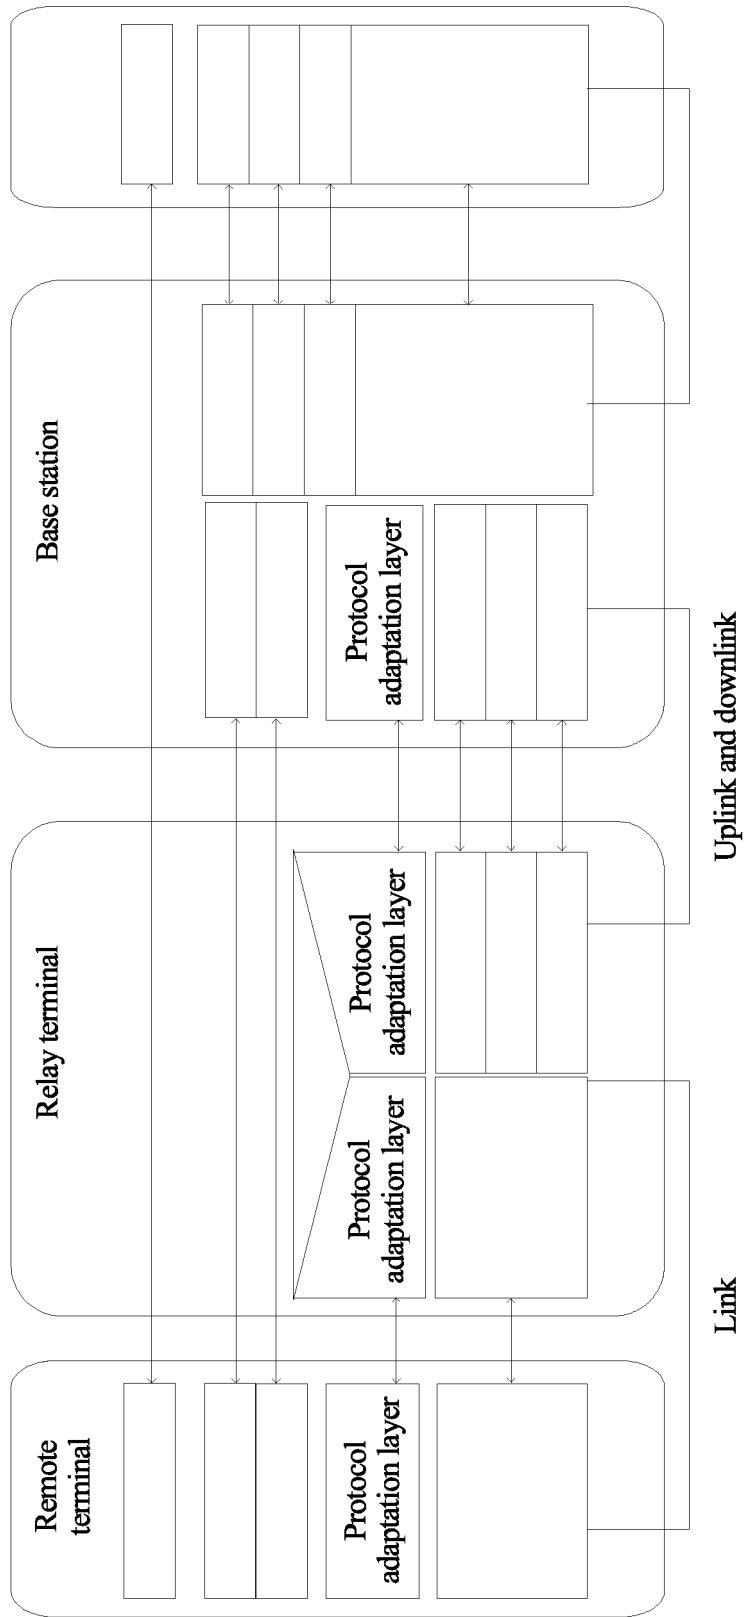 Remote
terminal
Relay terminal
Base station
Protocol
adaptation layer
Protocol
adaptation layer
Protocol
adaptation layer
Protocol
adaptation layer
Link
Uplink and downlink